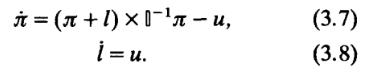 π̇ = (π + l) × 𝕀⁻¹π − u, (3.7)
l̇ = u. (3.8)